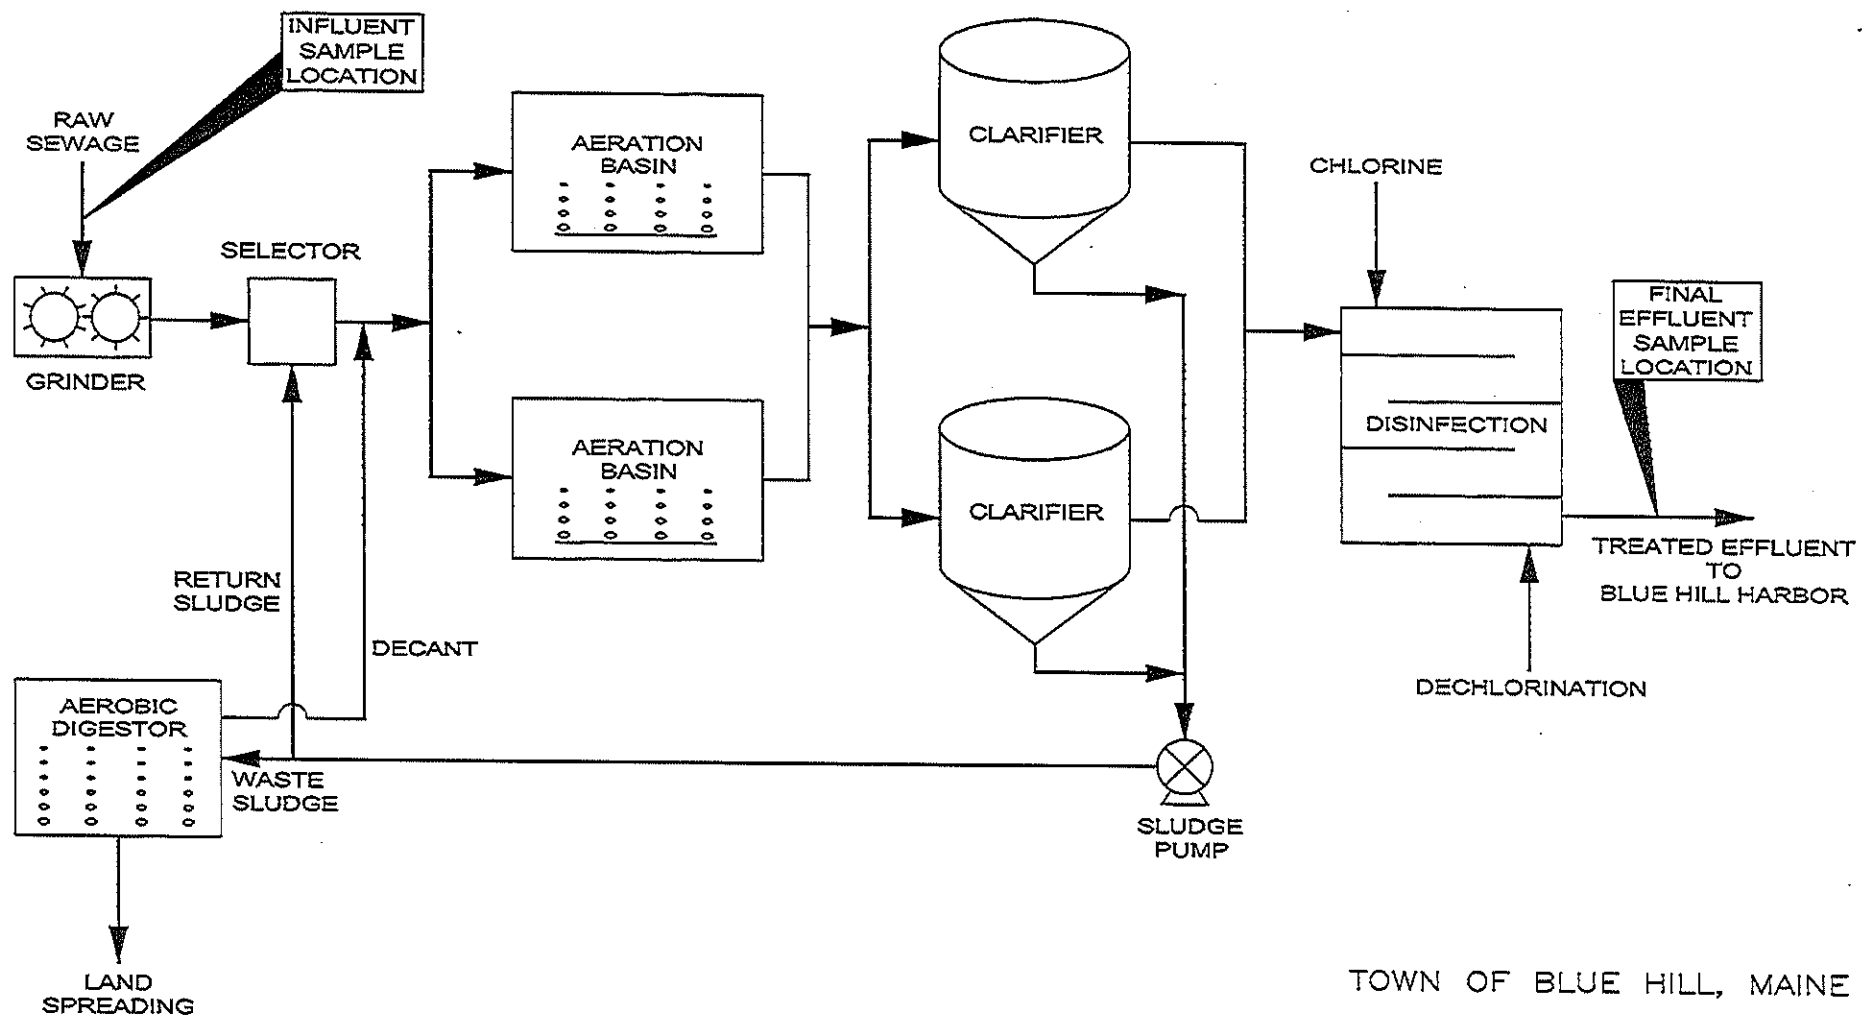 INFLUENT
SAMPLE
LOCATION
RAW
SEWAGE
GRINDER
SELECTOR
AERATION
BASIN
AERATION
BASIN
CLARIFIER
CLARIFIER
CHLORINE
DISINFECTION
FINAL
EFFLUENT
SAMPLE
LOCATION
TREATED EFFLUENT
TO
BLUE HILL HARBOR
DECHLORINATION
RETURN
SLUDGE
DECANT
AEROBIC
DIGESTOR
WASTE
SLUDGE
SLUDGE
PUMP
LAND
SPREADING
TOWN OF BLUE HILL, MAINE